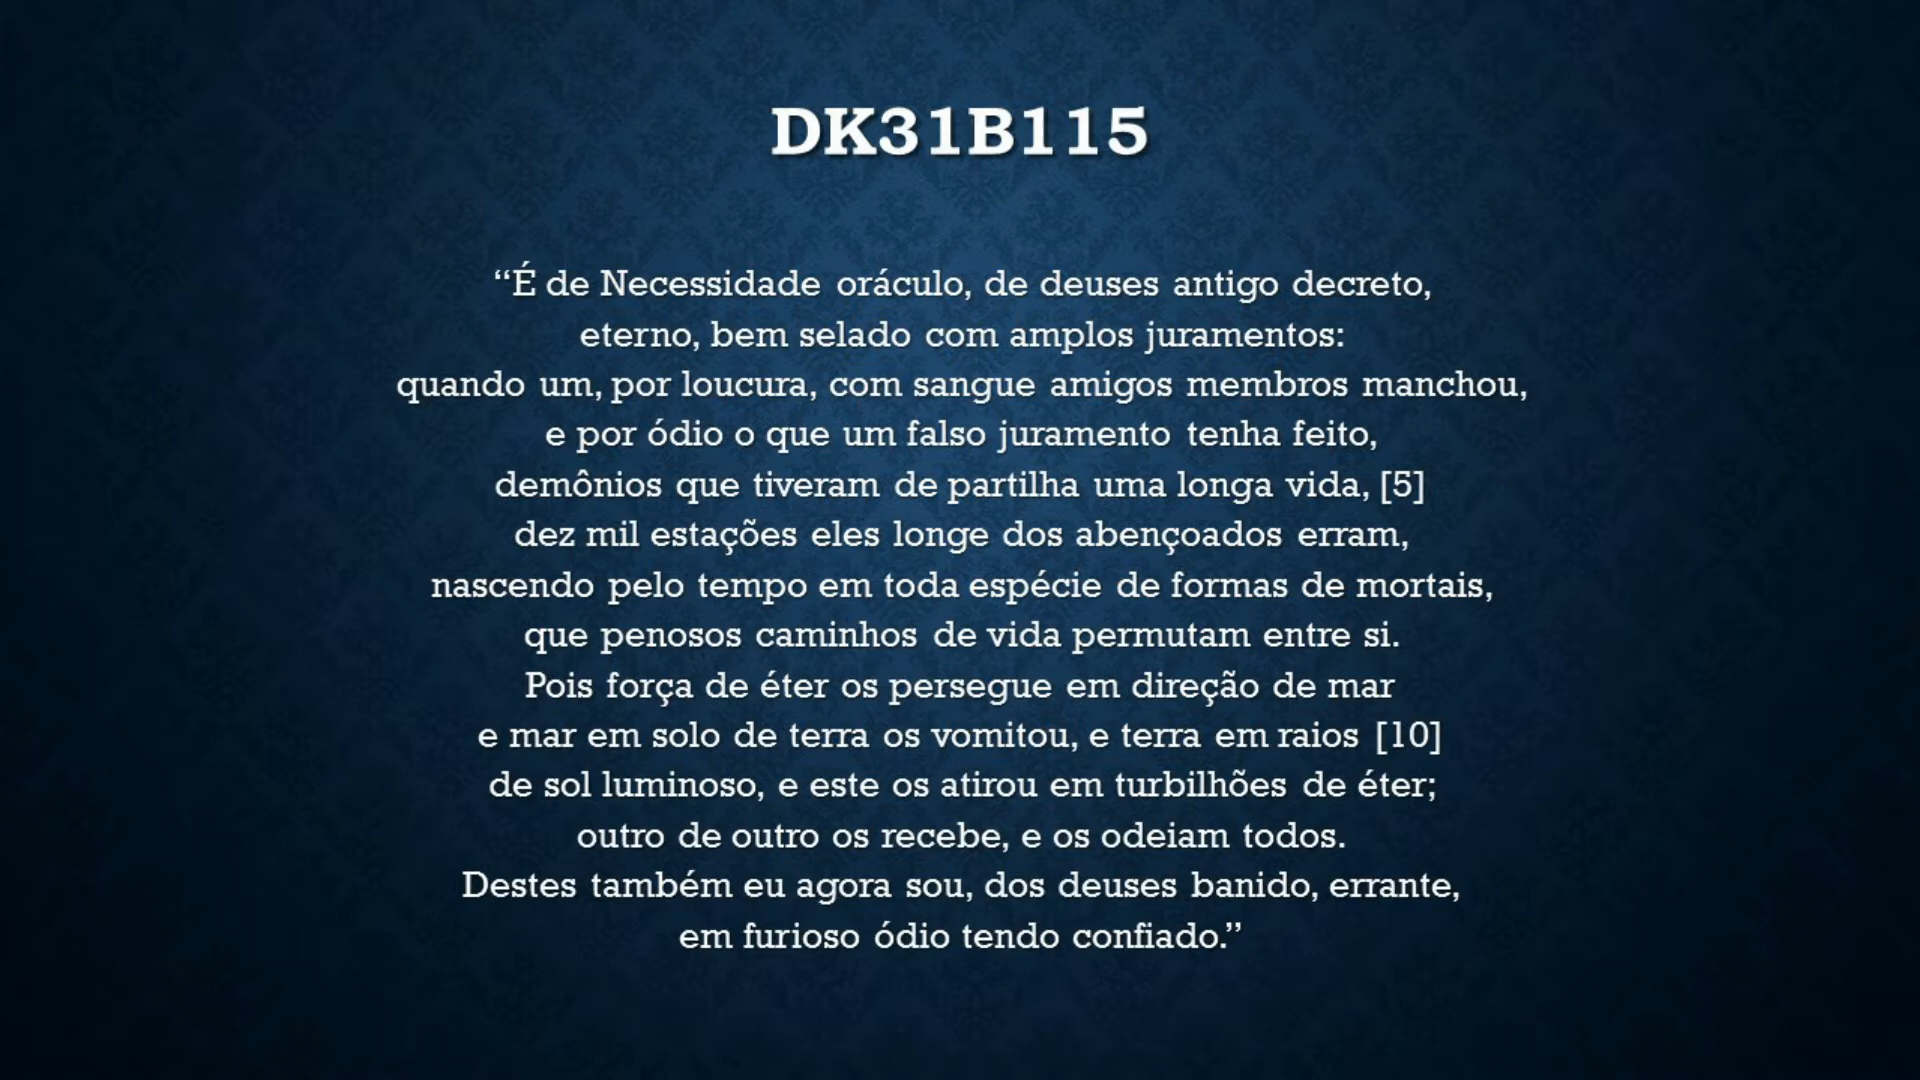 DK31B115
“É de Necessidade oráculo, de deuses antigo decreto,
eterno, bem selado com amplos juramentos:
quando um, por loucura, com sangue amigos membros manchou,
e por ódio o que um falso juramento tenha feito,
demônios que tiveram de partilha uma longa vida, [5]
dez mil estações eles longe dos abençoados erram,
nascendo pelo tempo em toda espécie de formas de mortais,
que penosos caminhos de vida permutam entre si.
Pois força de éter os persegue em direção de mar
e mar em solo de terra os vomitou, e terra em raios [10]
de sol luminoso, e este os atirou em turbilhões de éter;
outro de outro os recebe, e os odeiam todos.
Destes também eu agora sou, dos deuses banido, errante,
em furioso ódio tendo confiado.”